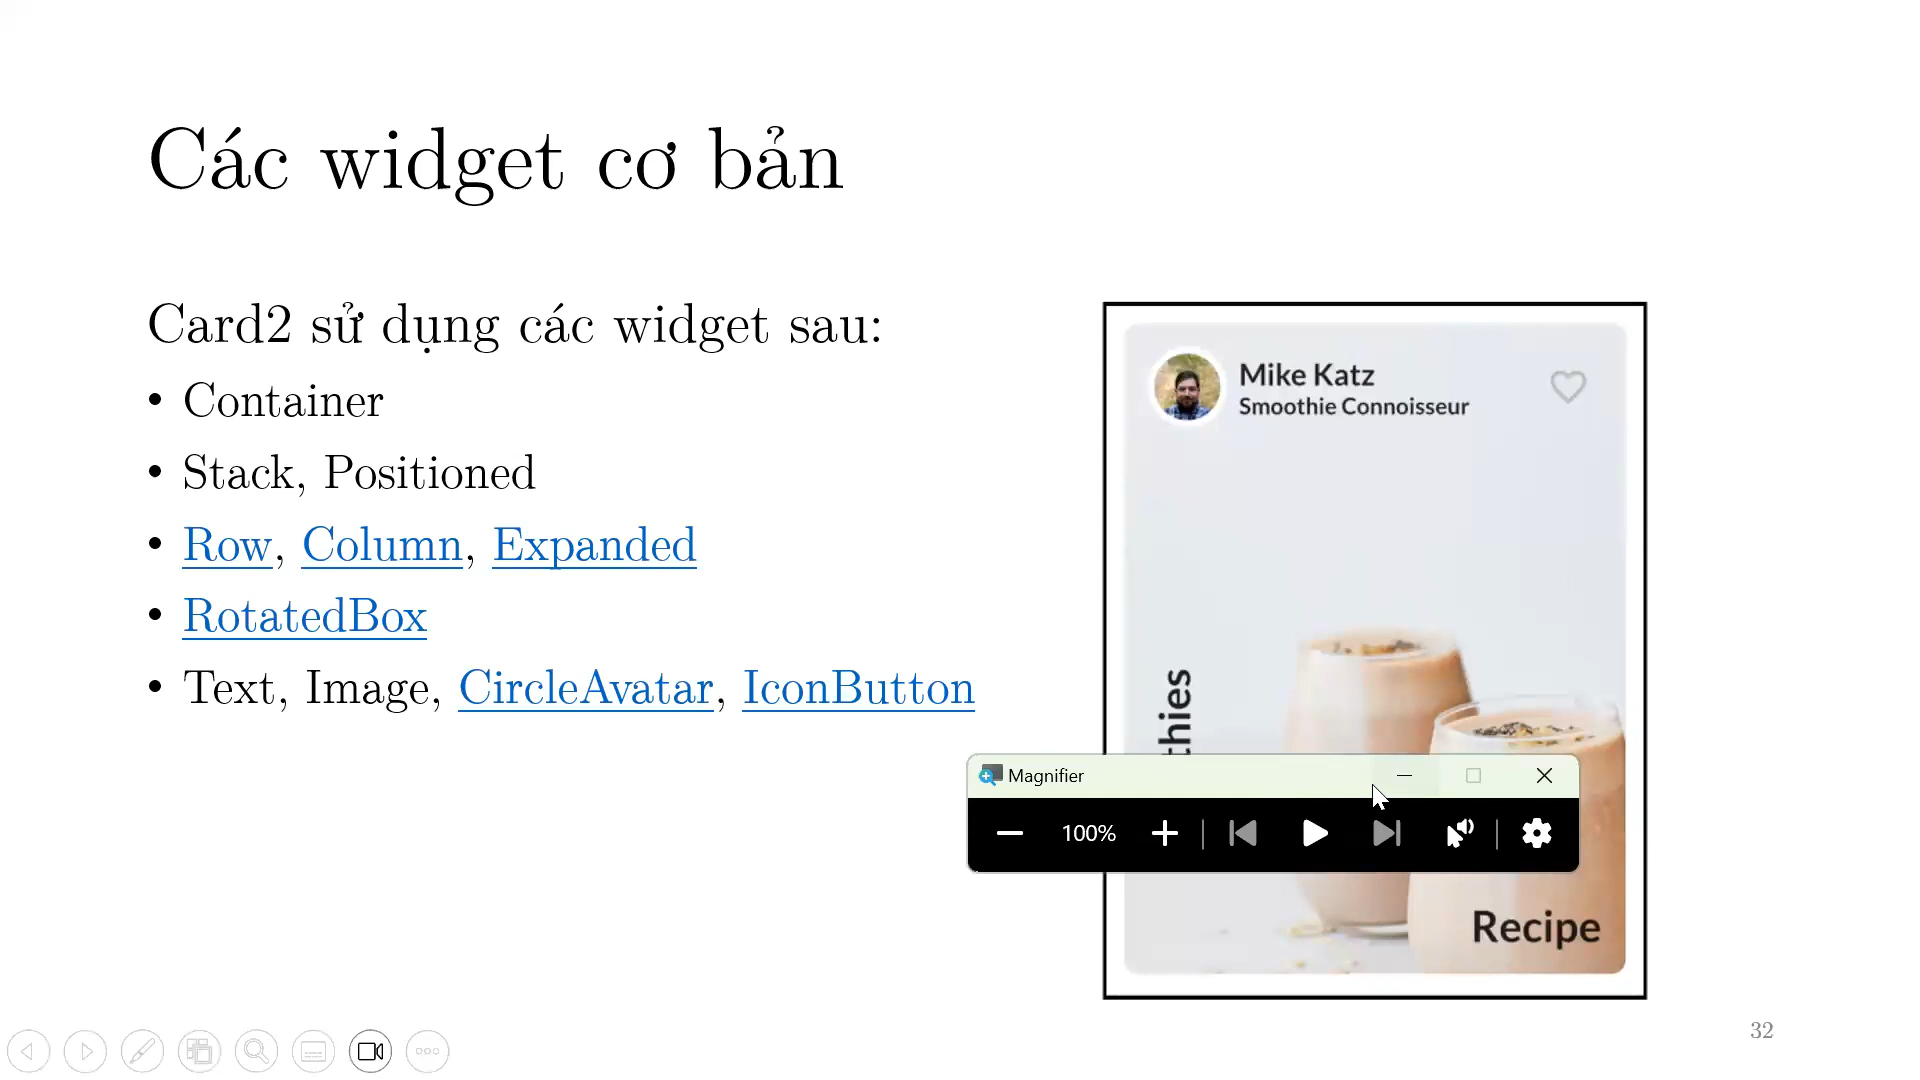 Các widget cơ bản
Card2 sử dụng các widget sau:
• Container
• Stack, Positioned
• Row, Column, Expanded
• RotatedBox
• Text, Image, CircleAvatar, IconButton
Mike Katz
Smoothie Connoisseur
thies
Magnifier
100%
Recipe
32